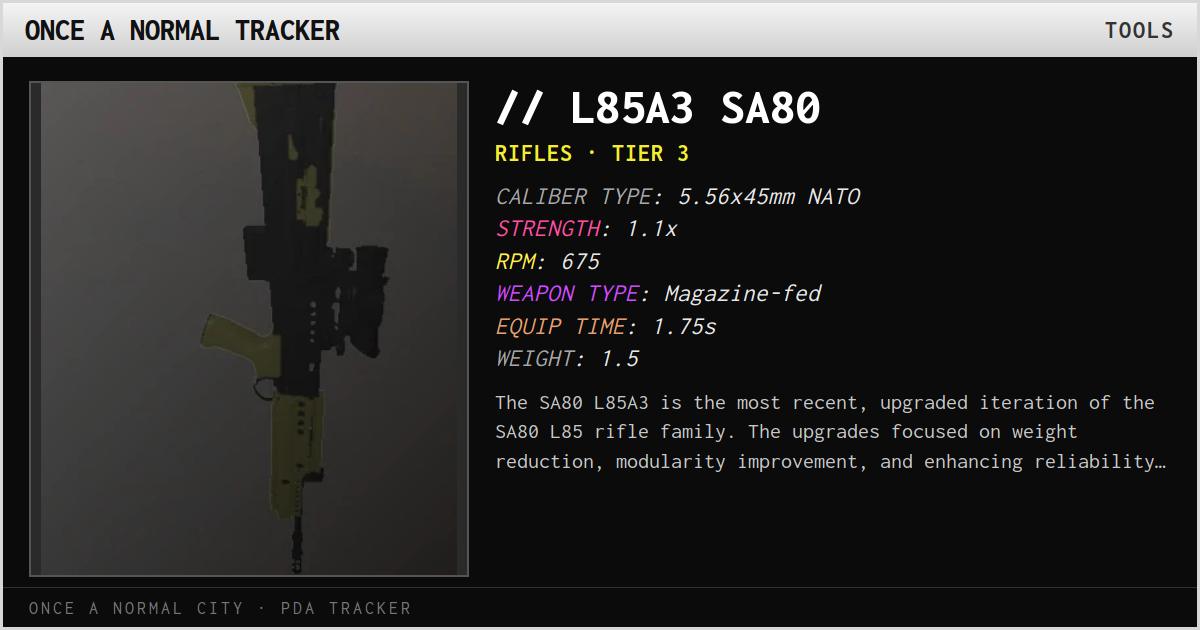 ONCE A NORMAL TRACKER
TOOLS
// L85A3 SA80
RIFLES · TIER 3
CALIBER TYPE: 5.56x45mm NATO
STRENGTH: 1.1x
RPM: 675
WEAPON TYPE: Magazine-fed
EQUIP TIME: 1.75s
WEIGHT: 1.5
The SA80 L85A3 is the most recent, upgraded iteration of the
SA80 L85 rifle family. The upgrades focused on weight
reduction, modularity improvement, and enhancing reliability…
ONCE A NORMAL CITY · PDA TRACKER